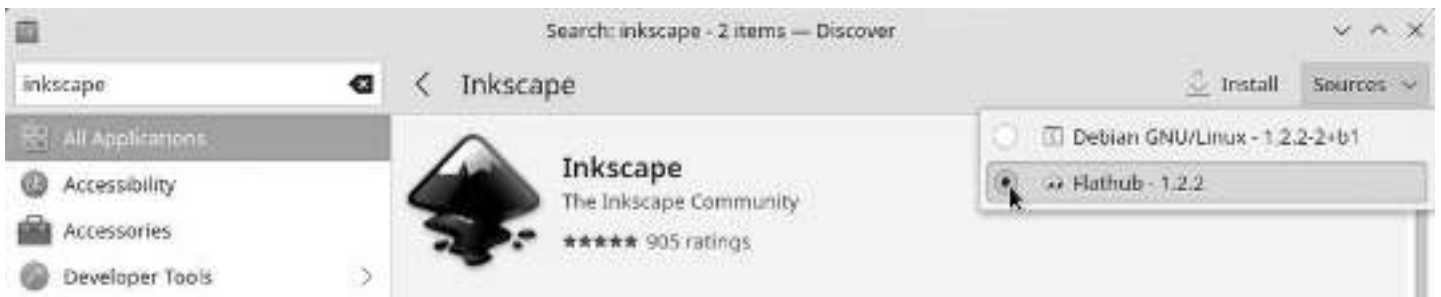 Search: inkscape - 2 items — Discover
inkscape
Inkscape
Install
Sources
All Applications
Accessibility
Accessories
Developer Tools
Debian GNU/Linux - 1.2.2-2+b1
Flathub - 1.2.2
Inkscape
The Inkscape Community
905 ratings